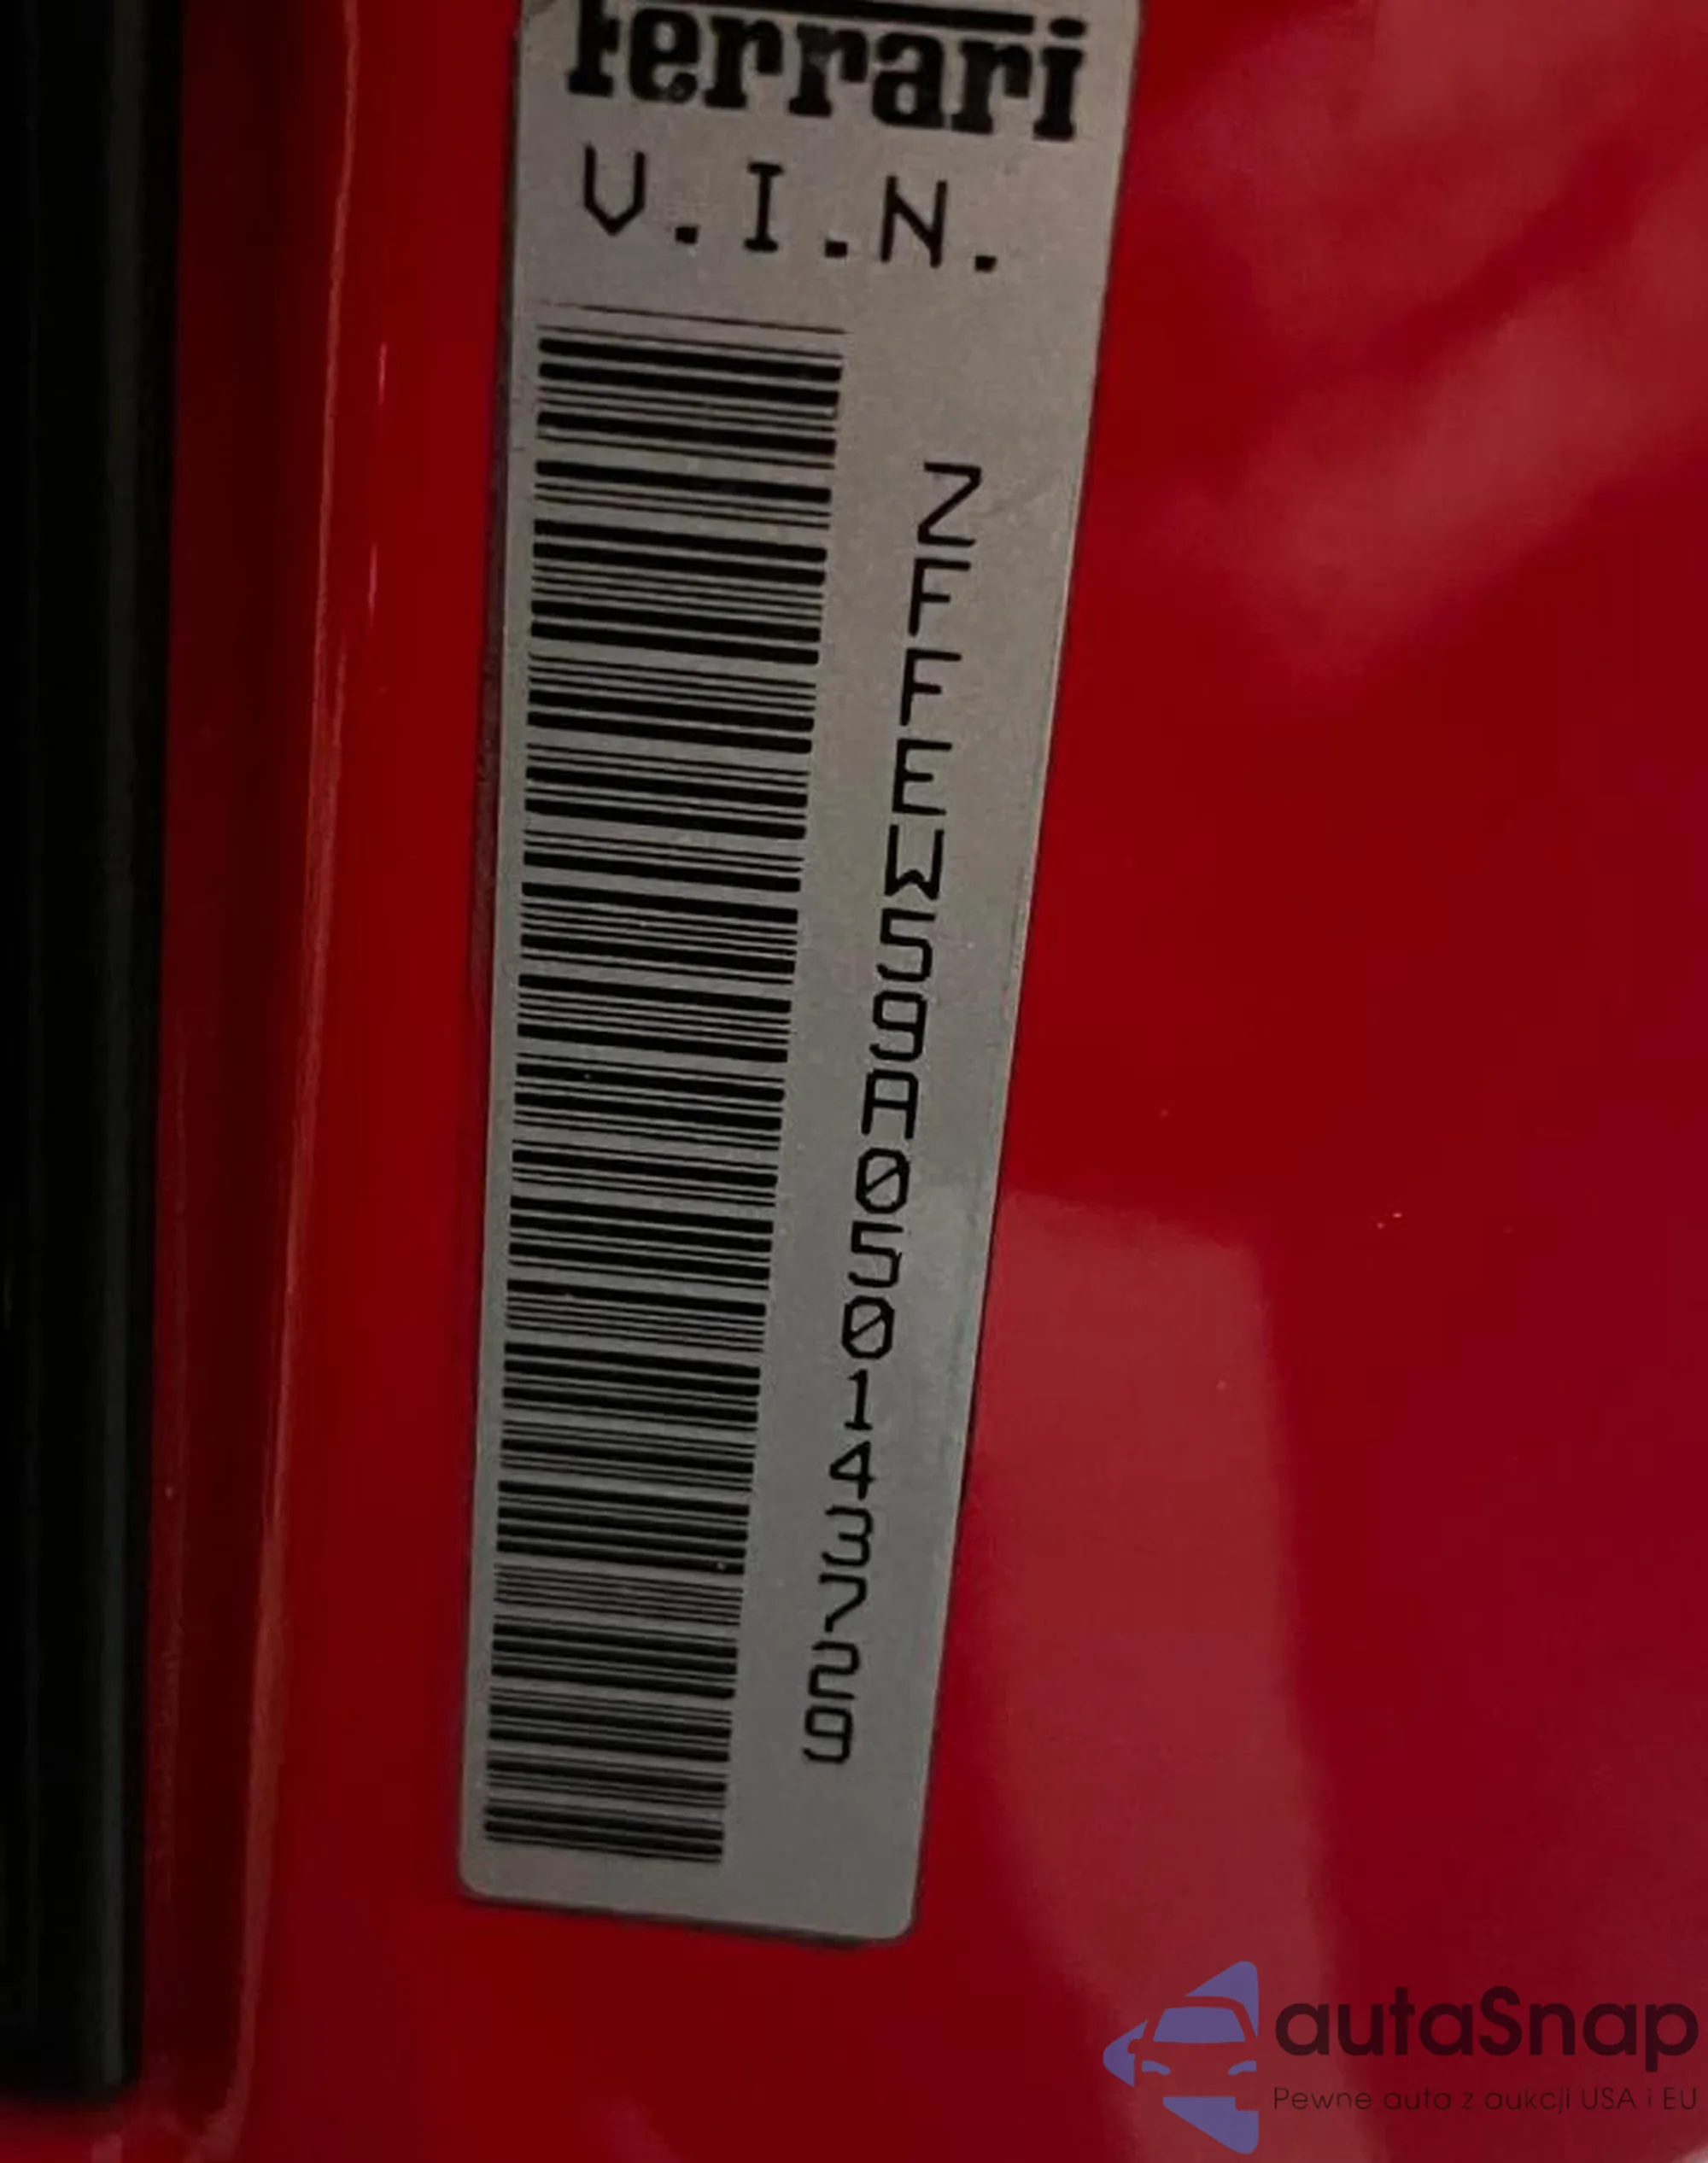 ferrari
V.I.N.
ZFFEW59A050143729
autaSnap
Pewne auta z aukcji USA i EU